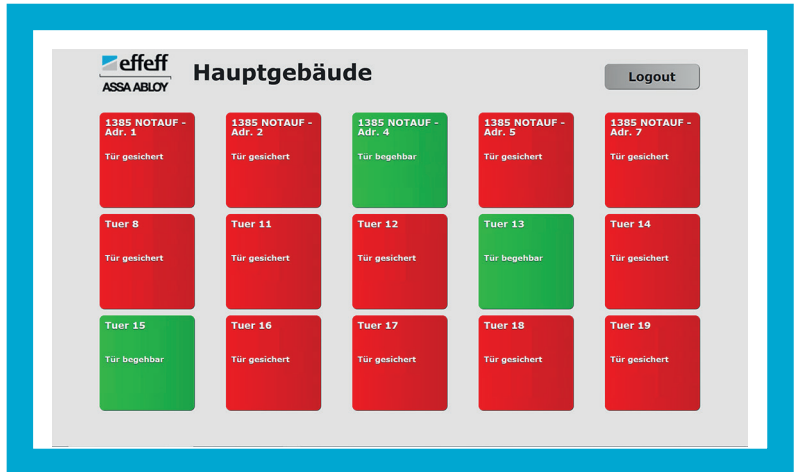 effeff
ASSA ABLOY
Hauptgebäude
Logout
1385 NOTAUF -
Adr. 1
Tür gesichert
1385 NOTAUF -
Adr. 2
Tür gesichert
1385 NOTAUF -
Adr. 4
Tür begehbar
1385 NOTAUF -
Adr. 5
Tür gesichert
1385 NOTAUF -
Adr. 7
Tür gesichert
Tuer 8
Tür gesichert
Tuer 11
Tür gesichert
Tuer 12
Tür gesichert
Tuer 13
Tür begehbar
Tuer 14
Tür gesichert
Tuer 15
Tür begehbar
Tuer 16
Tür gesichert
Tuer 17
Tür gesichert
Tuer 18
Tür gesichert
Tuer 19
Tür gesichert